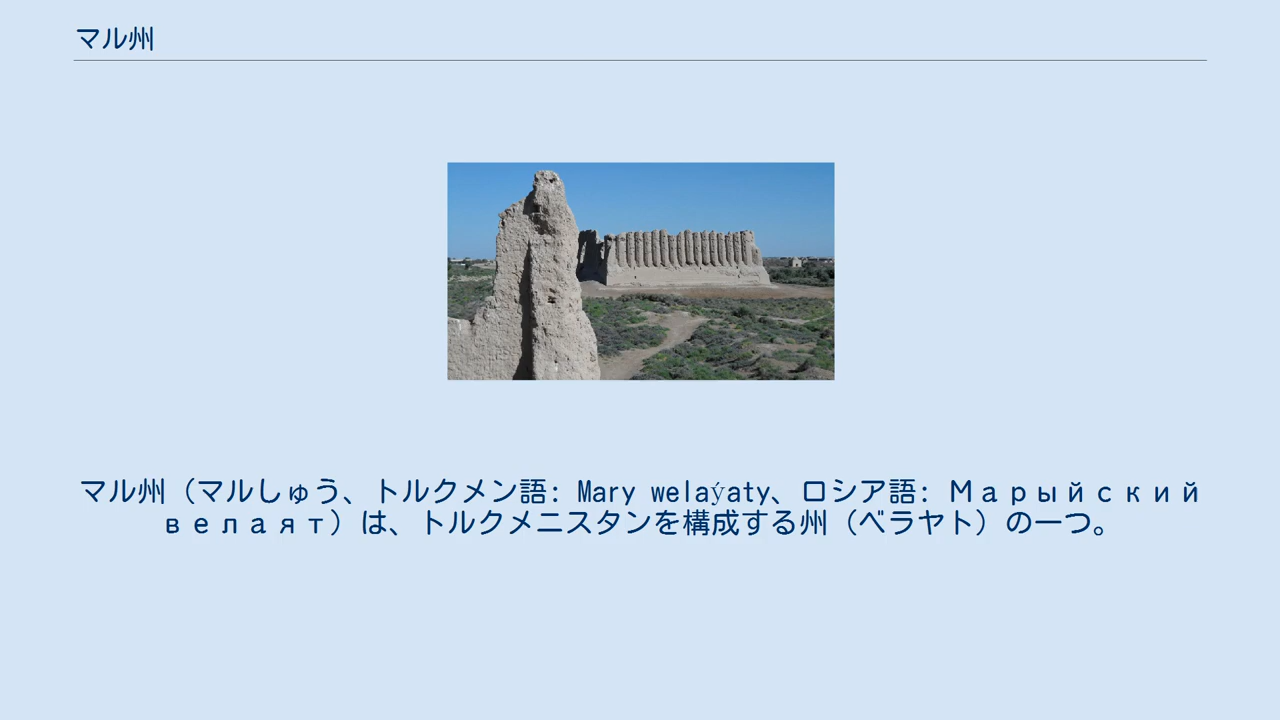 マル州
マル州（マルしゅう、トルクメン語: Mary welaýaty、ロシア語: Марыйский
велаят）は、トルクメニスタンを構成する州（ベラヤト）の一つ。